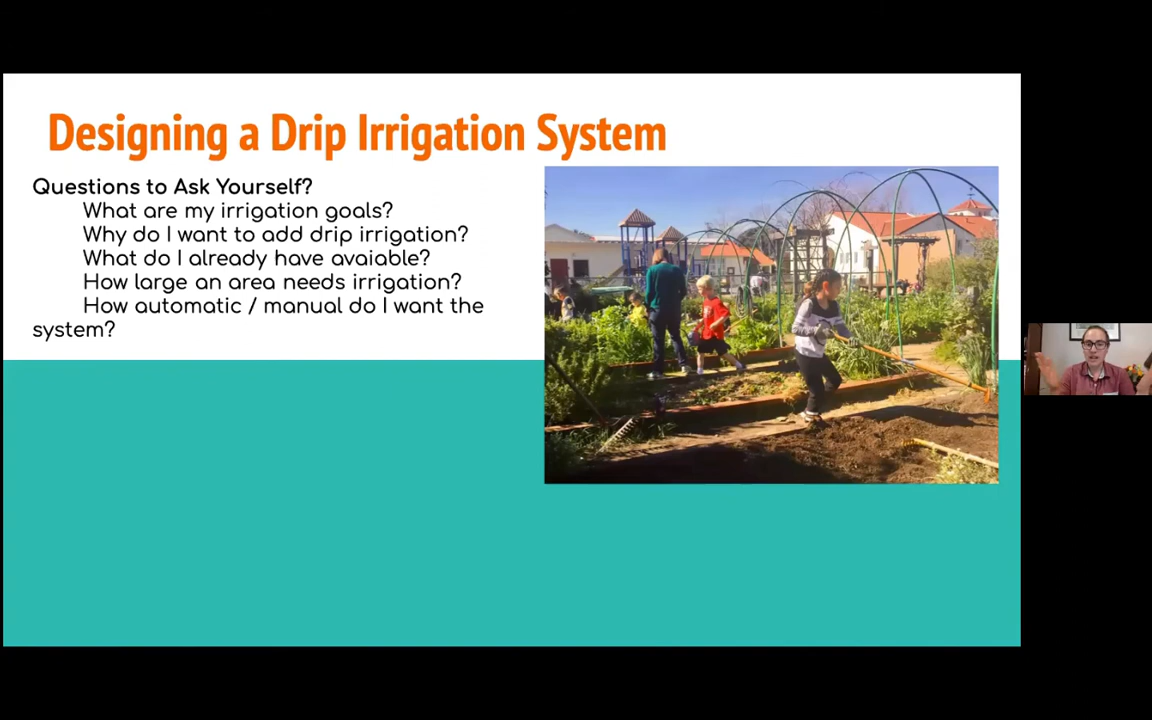 Designing a Drip Irrigation System
Questions to Ask Yourself?
What are my irrigation goals?
Why do I want to add drip irrigation?
What do I already have avaiable?
How large an area needs irrigation?
How automatic / manual do I want the
system?